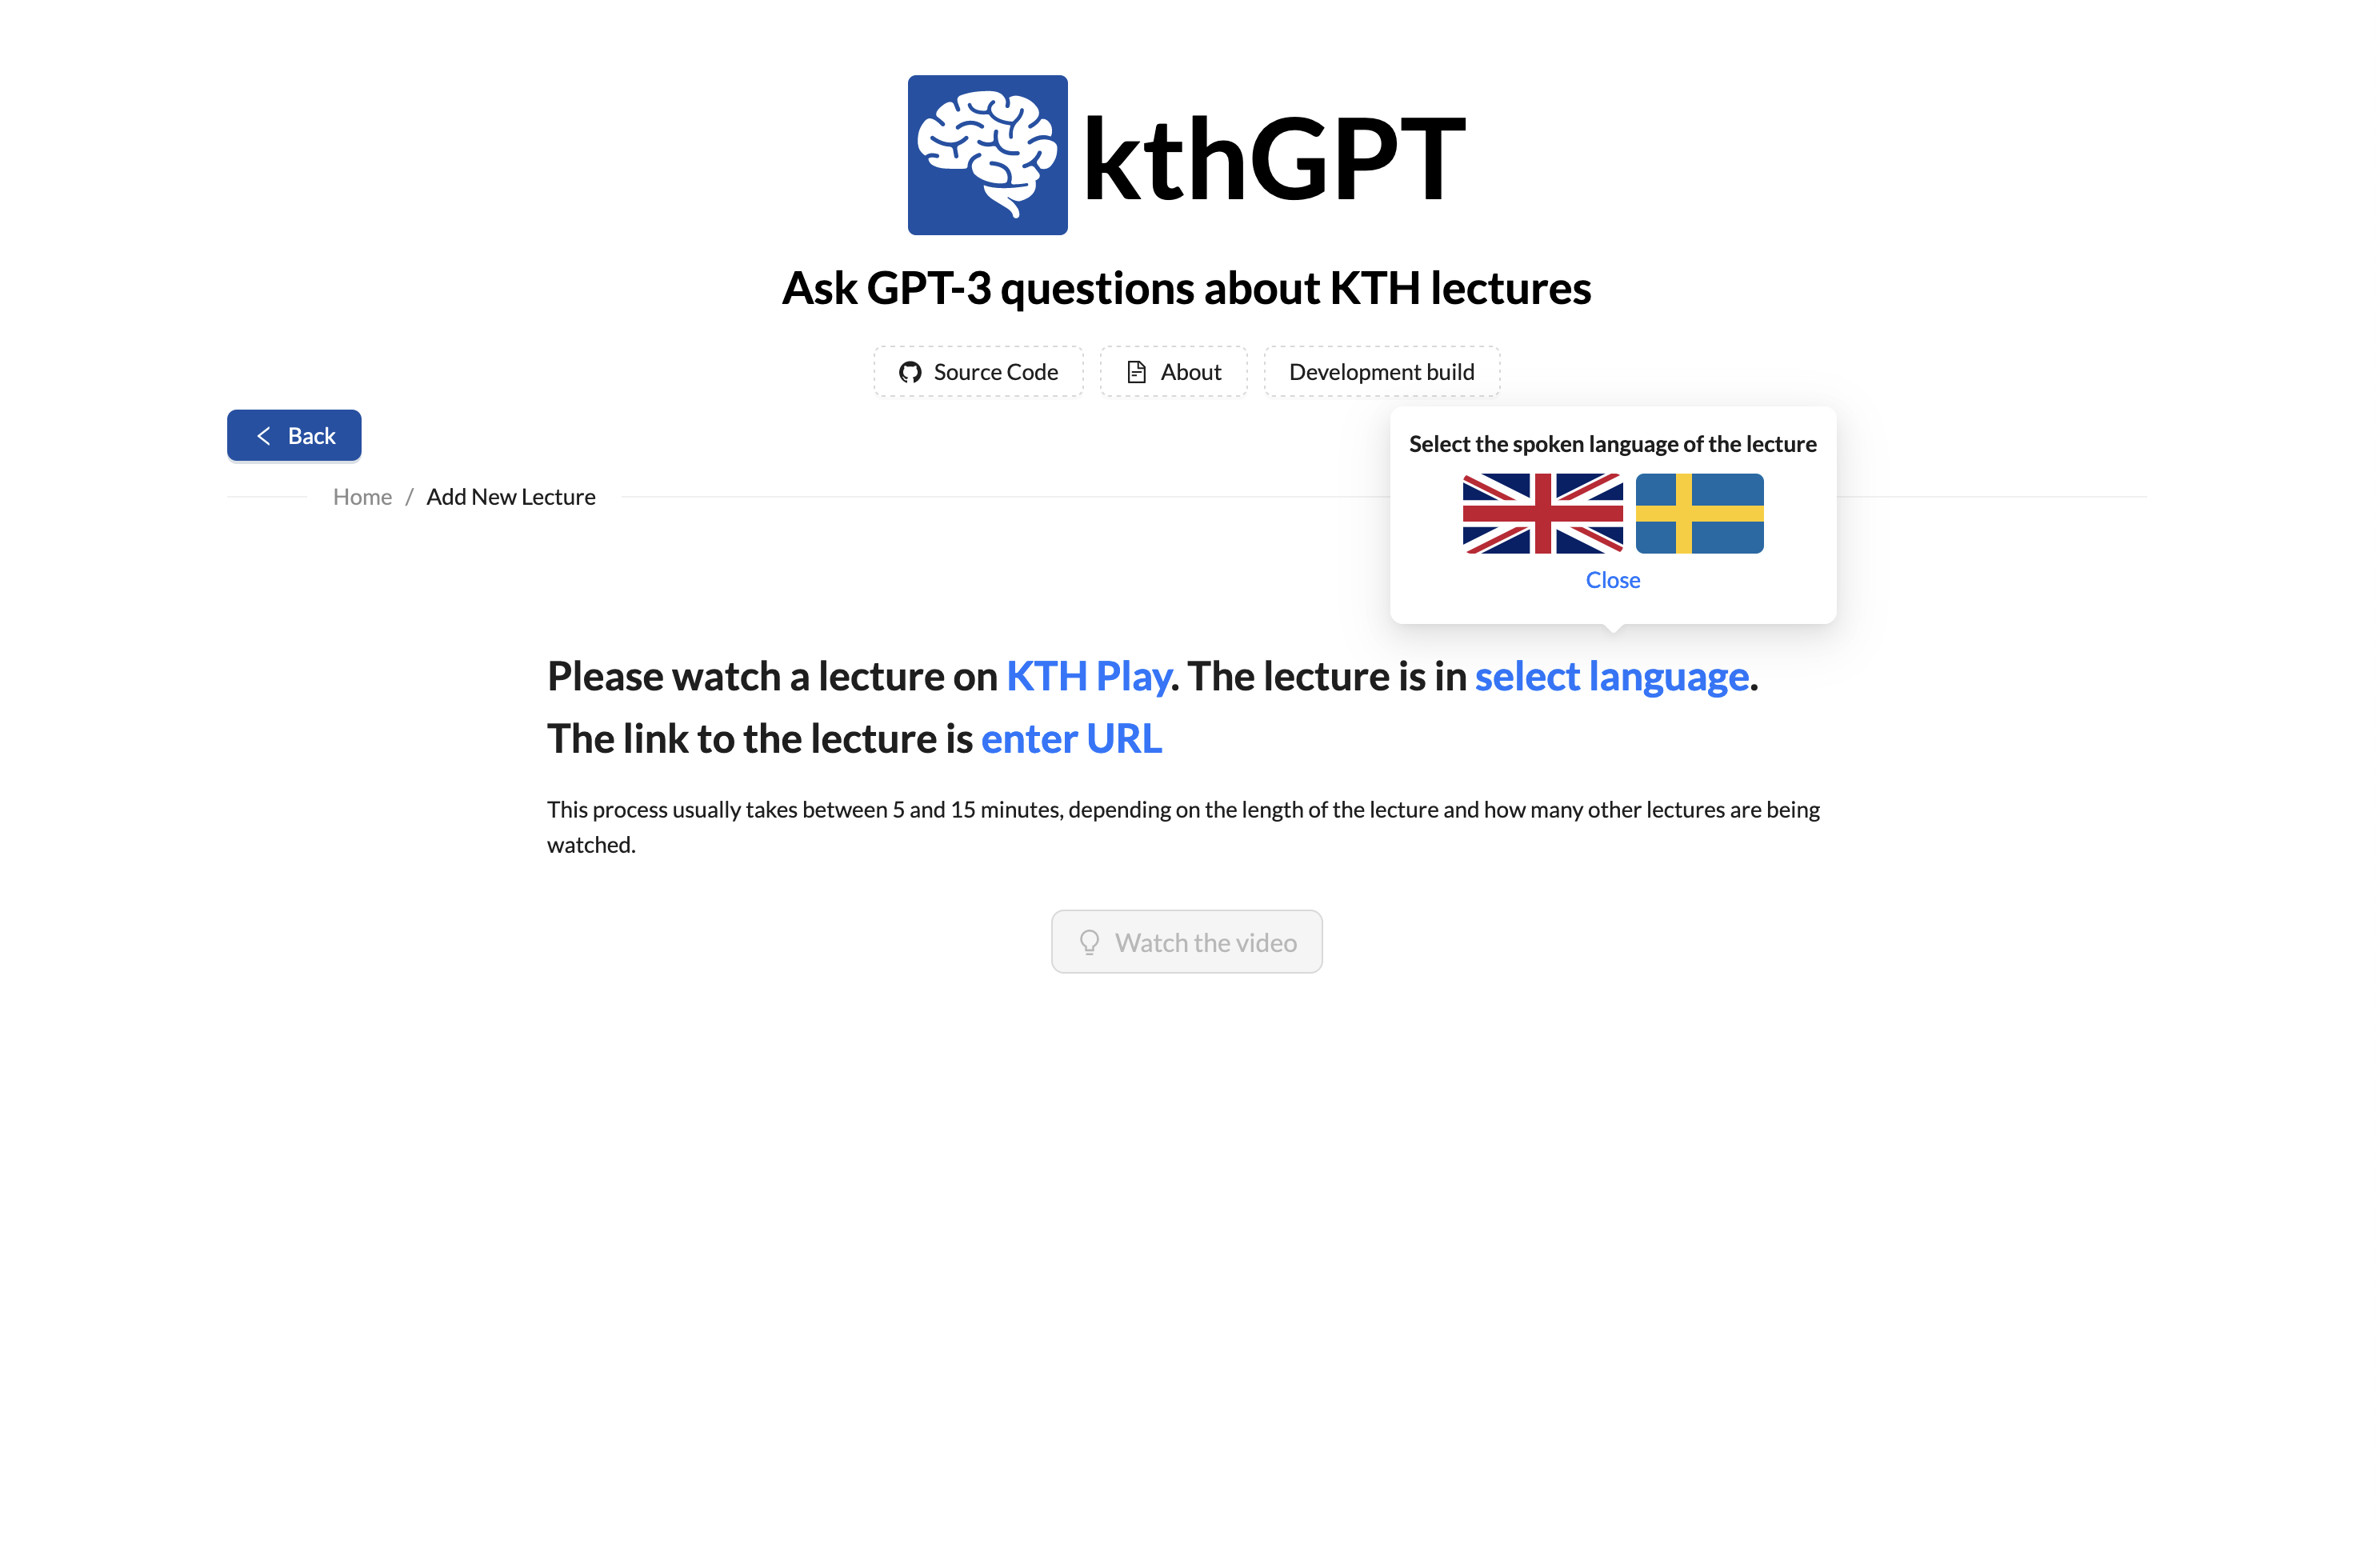 kthGPT
Ask GPT-3 questions about KTH lectures
Source Code
About
Development build
Back
Home / Add New Lecture
Select the spoken language of the lecture
Close
Please watch a lecture on KTH Play. The lecture is in select language.
The link to the lecture is enter URL
This process usually takes between 5 and 15 minutes, depending on the length of the lecture and how many other lectures are being
watched.
Watch the video